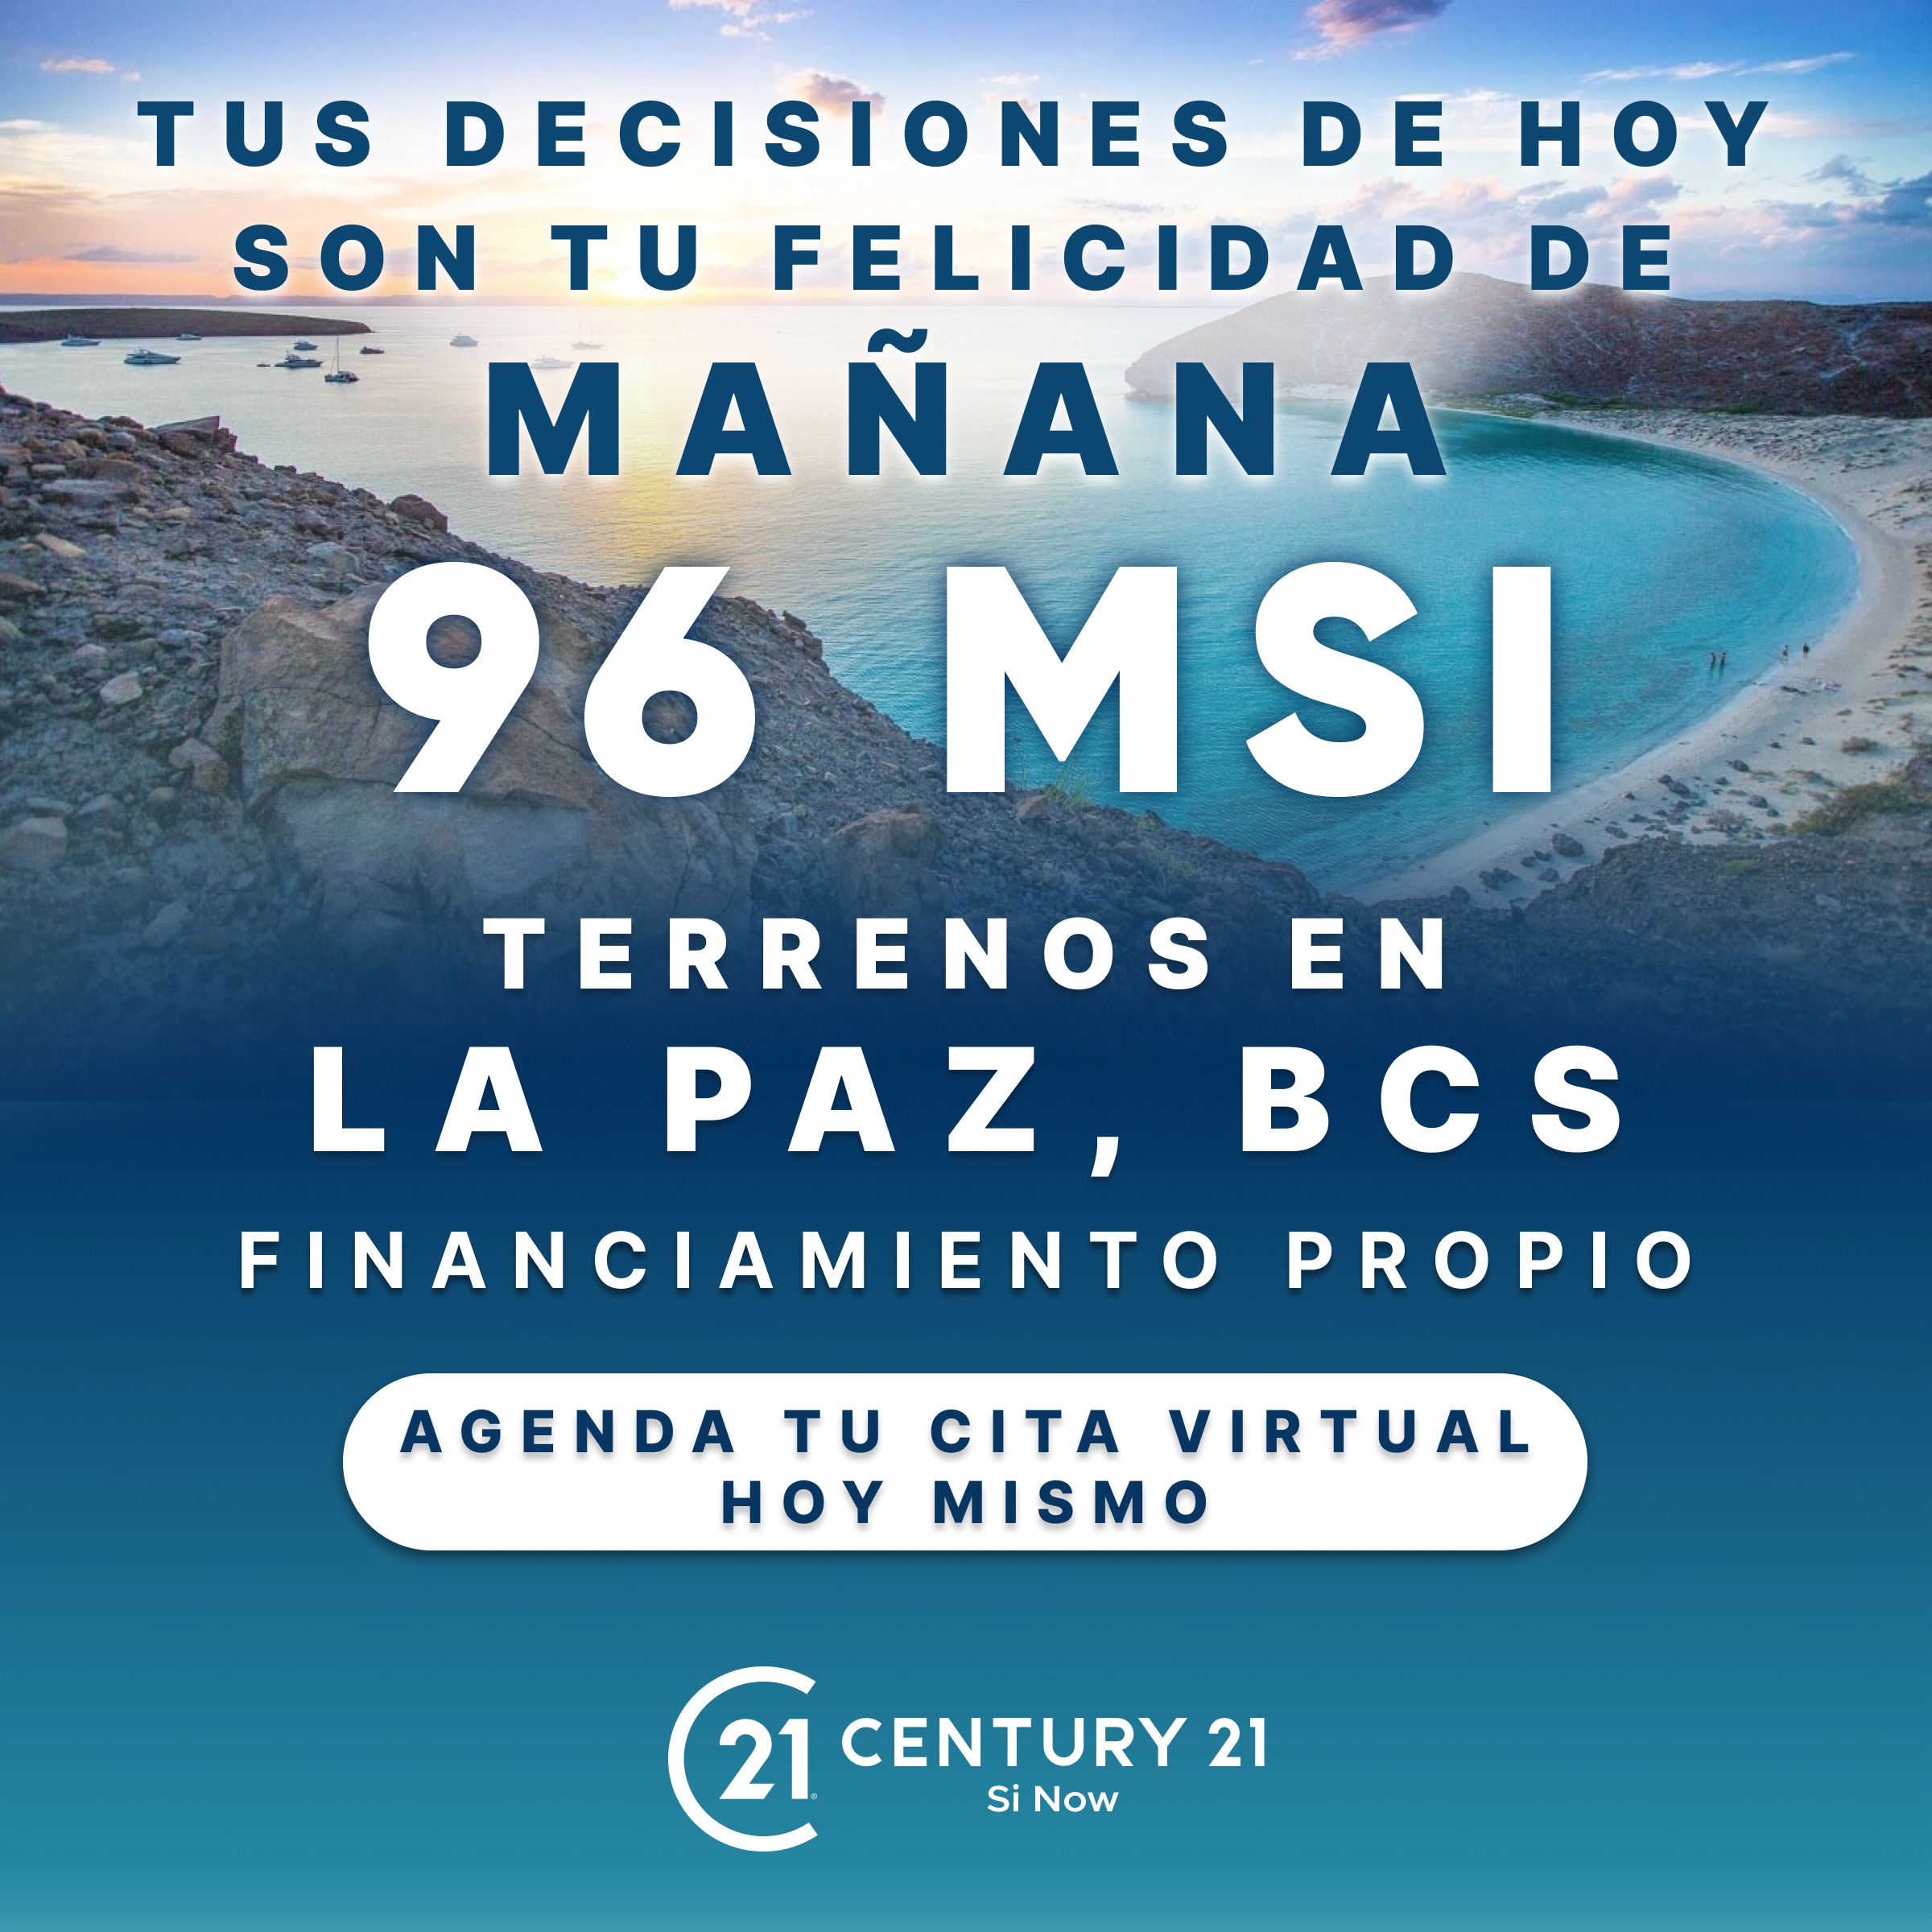 TUS DECISIONES DE HOY
SON TU FELICIDAD DE
MAÑANA
96 MSI
TERRENOS EN
LA PAZ, BCS
FINANCIAMIENTO PROPIO
AGENDA TU CITA VIRTUAL
HOY MISMO
21®
CENTURY 21
Si Now